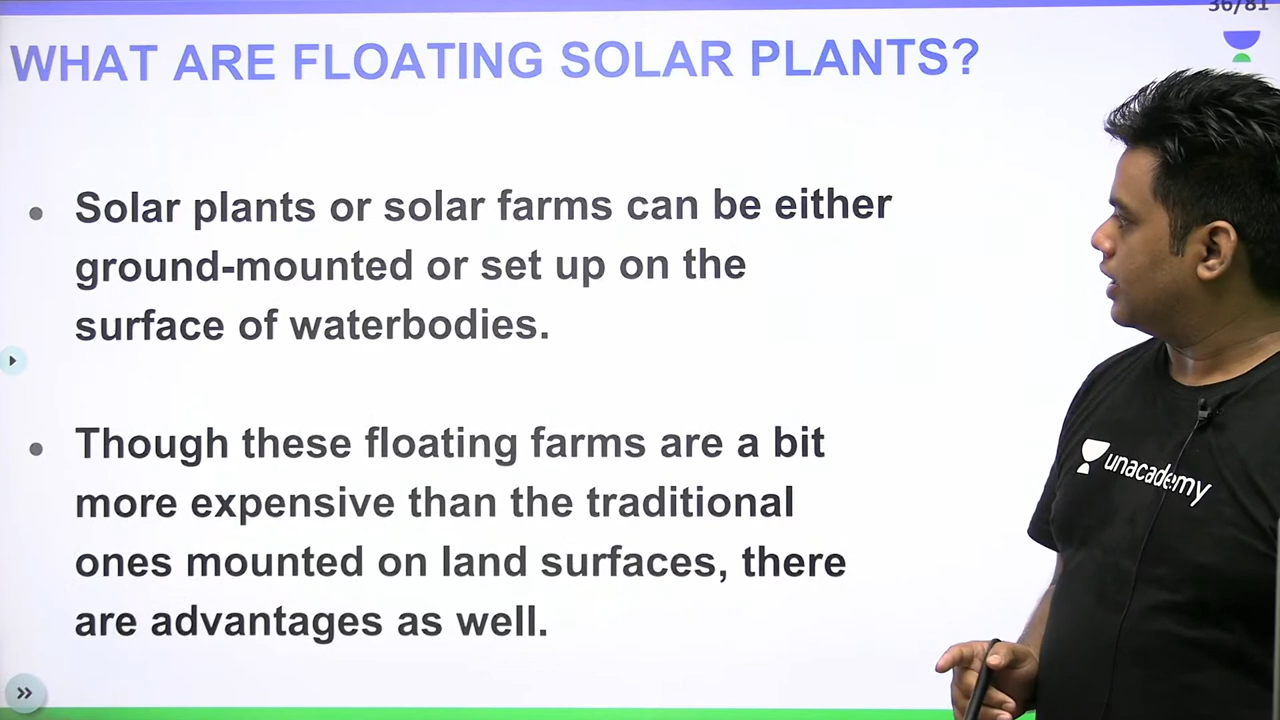 36/81
WHAT ARE FLOATING SOLAR PLANTS?
• Solar plants or solar farms can be either
ground-mounted or set up on the
surface of waterbodies.
• Though these floating farms are a bit
more expensive than the traditional
ones mounted on land surfaces, there
are advantages as well.
unacademy